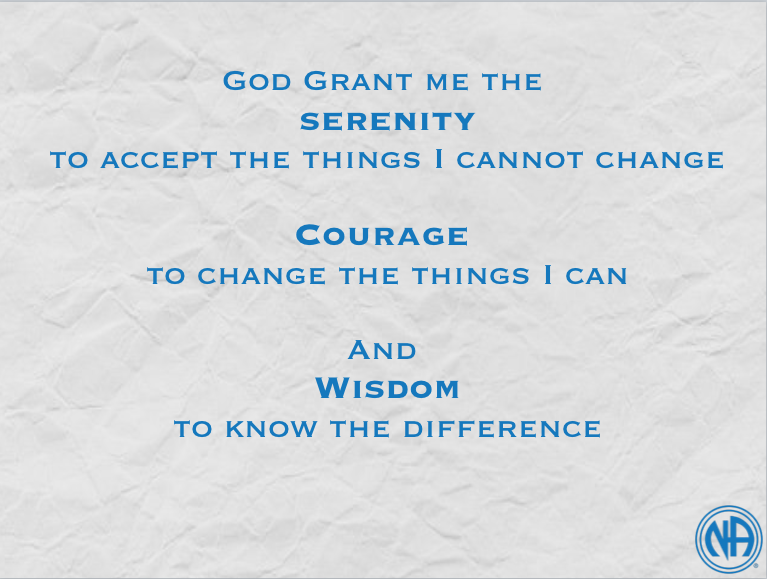 God Grant me the
serenity
to accept the things I cannot change
Courage
to change the things I can
And
Wisdom
to know the difference
NA
®